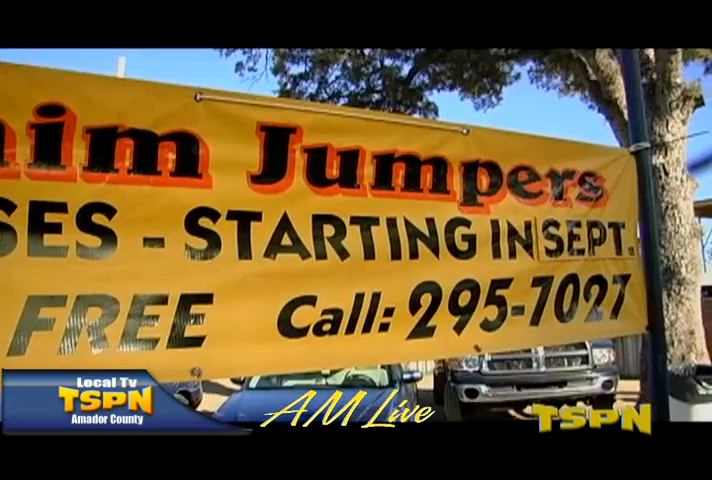 im Jumpers
SES - STARTING IN SEPT.
FREE Call: 295-7027
Local Tv
TSPN
Amador County
AM Live
TSPN